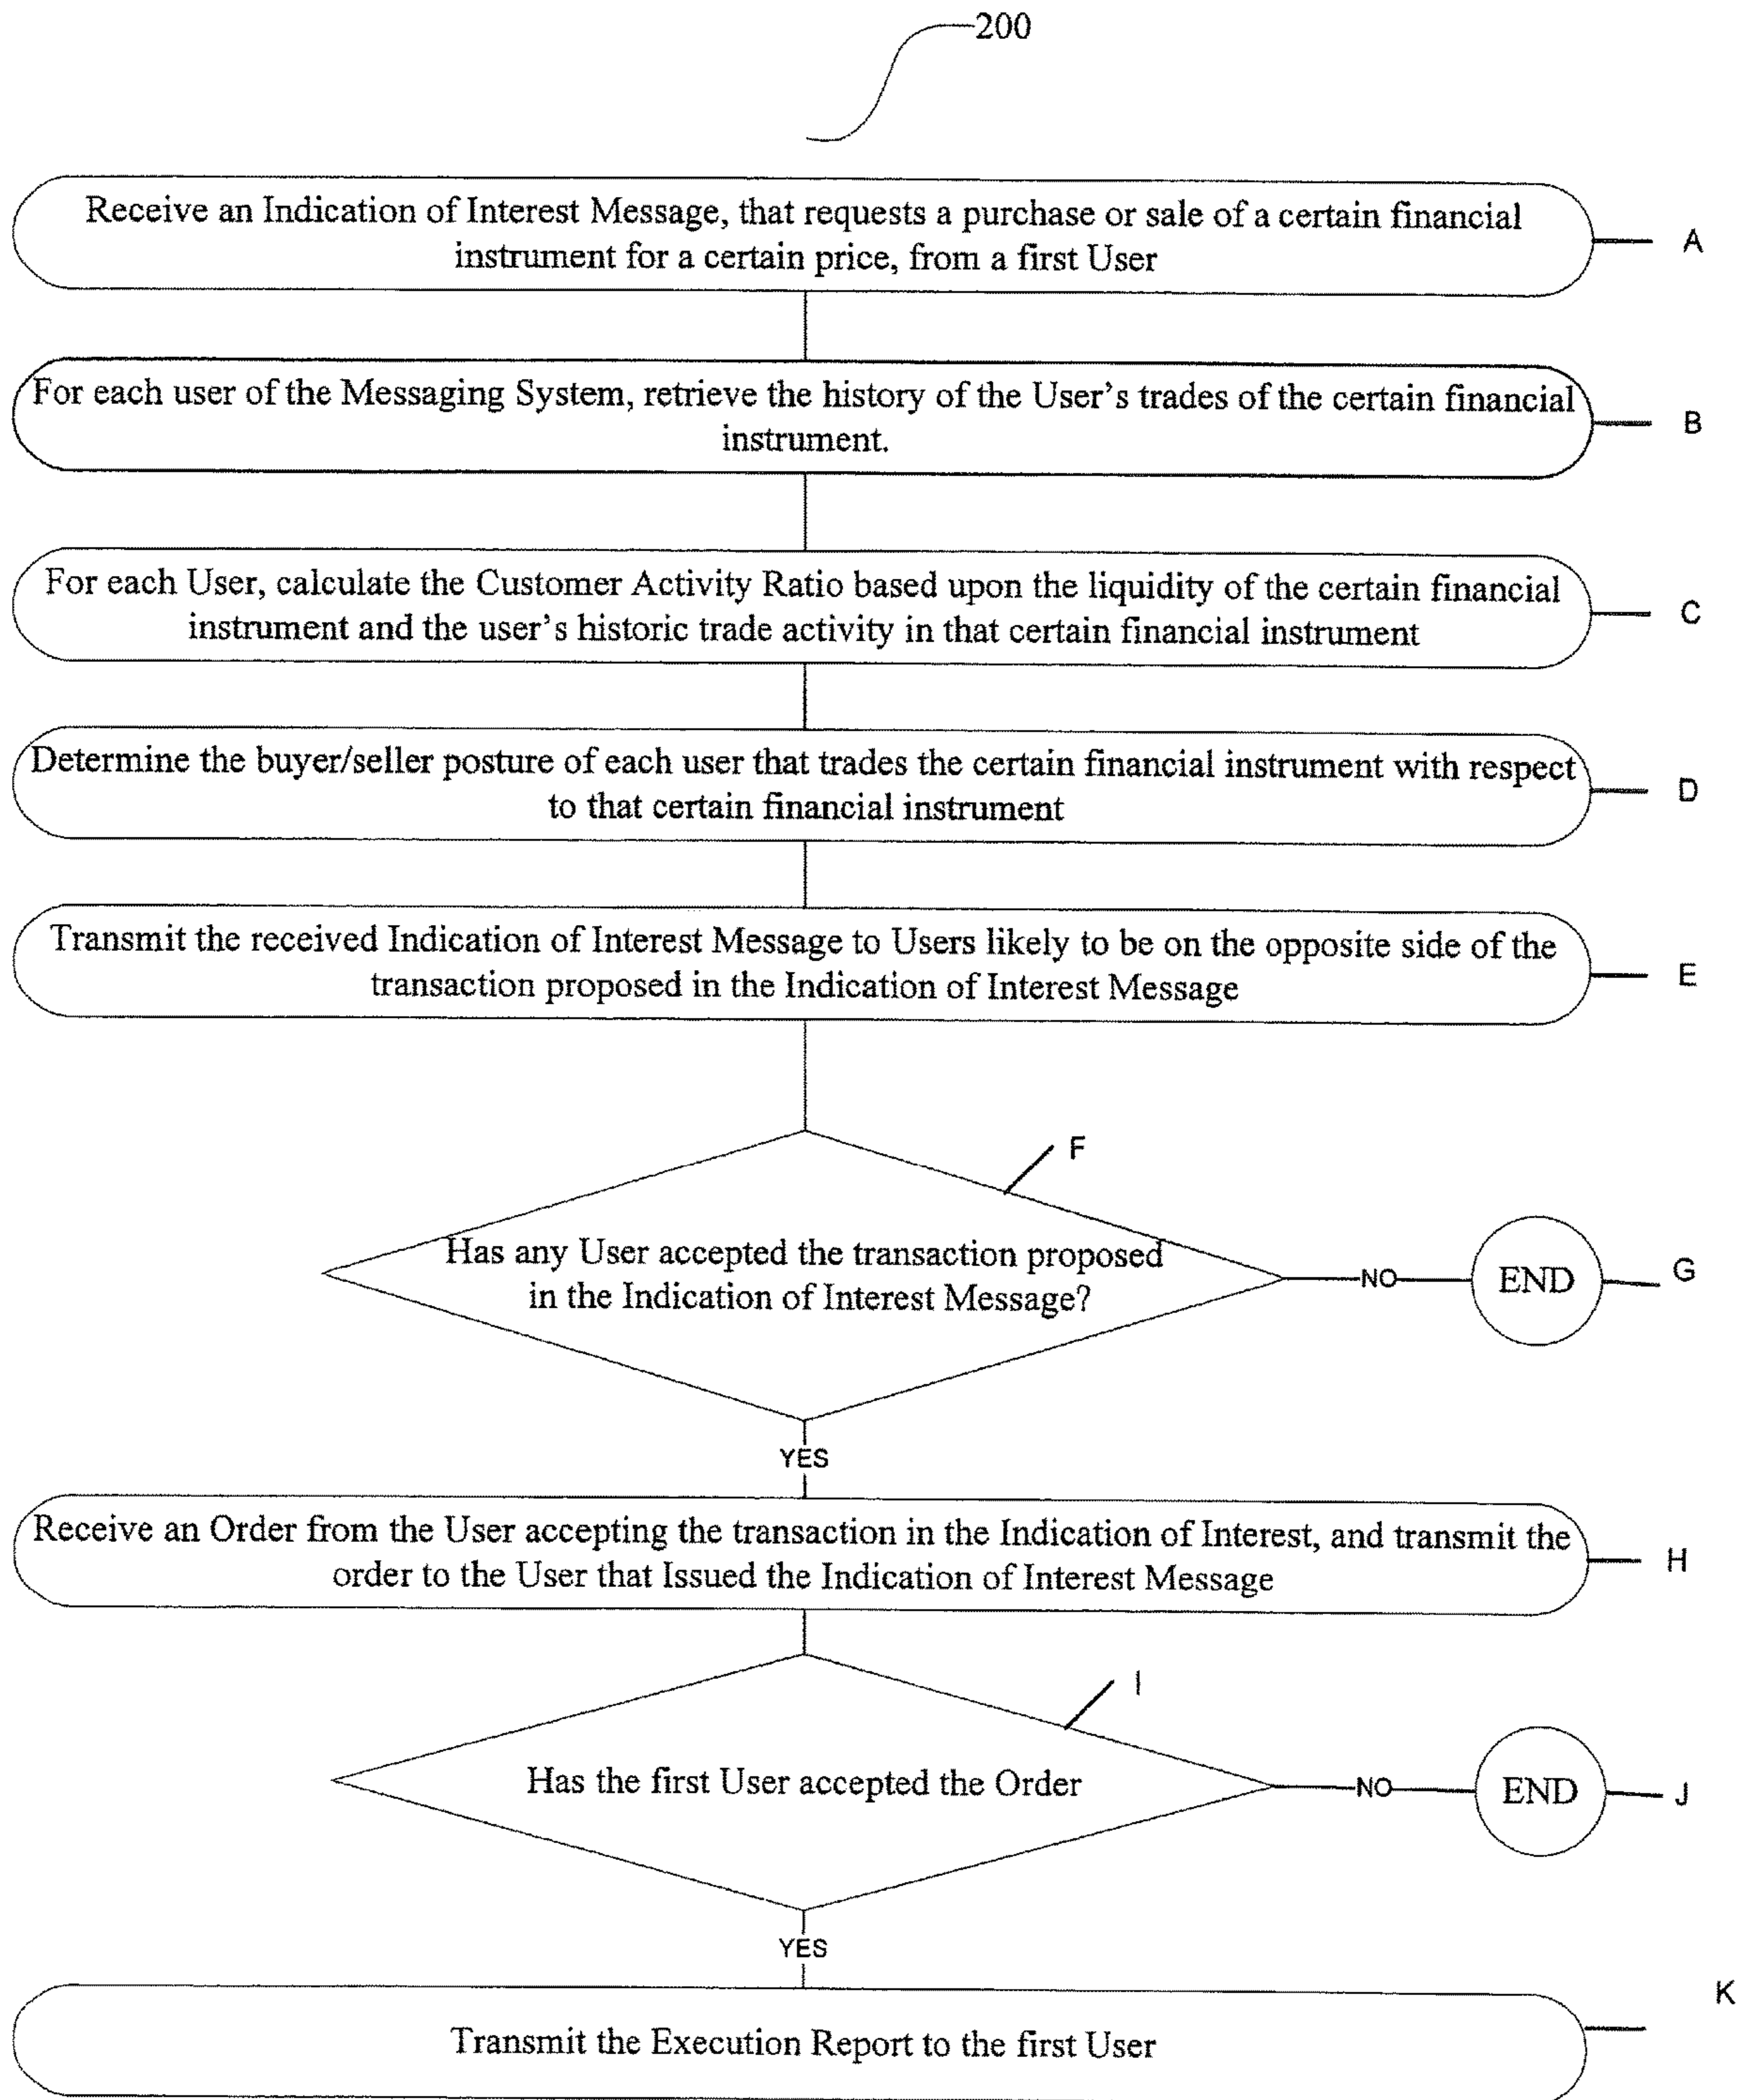 200
Receive an Indication of Interest Message, that requests a purchase or sale of a certain financial
instrument for a certain price, from a first User
A
For each user of the Messaging System, retrieve the history of the User's trades of the certain financial
instrument.
B
For each User, calculate the Customer Activity Ratio based upon the liquidity of the certain financial
instrument and the user's historic trade activity in that certain financial instrument
C
Determine the buyer/seller posture of each user that trades the certain financial instrument with respect
to that certain financial instrument
D
Transmit the received Indication of Interest Message to Users likely to be on the opposite side of the
transaction proposed in the Indication of Interest Message
E
F
Has any User accepted the transaction proposed
in the Indication of Interest Message?
NO
END
G
YES
Receive an Order from the User accepting the transaction in the Indication of Interest, and transmit the
order to the User that Issued the Indication of Interest Message
H
I
Has the first User accepted the Order
NO
END
J
YES
K
Transmit the Execution Report to the first User